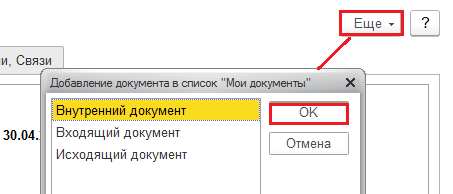 Еще ?
и, Связи
Добавление документа в список "Мои документы"
Внутренний документ OK
30.04.
Входящий документ Отмена
Исходящий документ